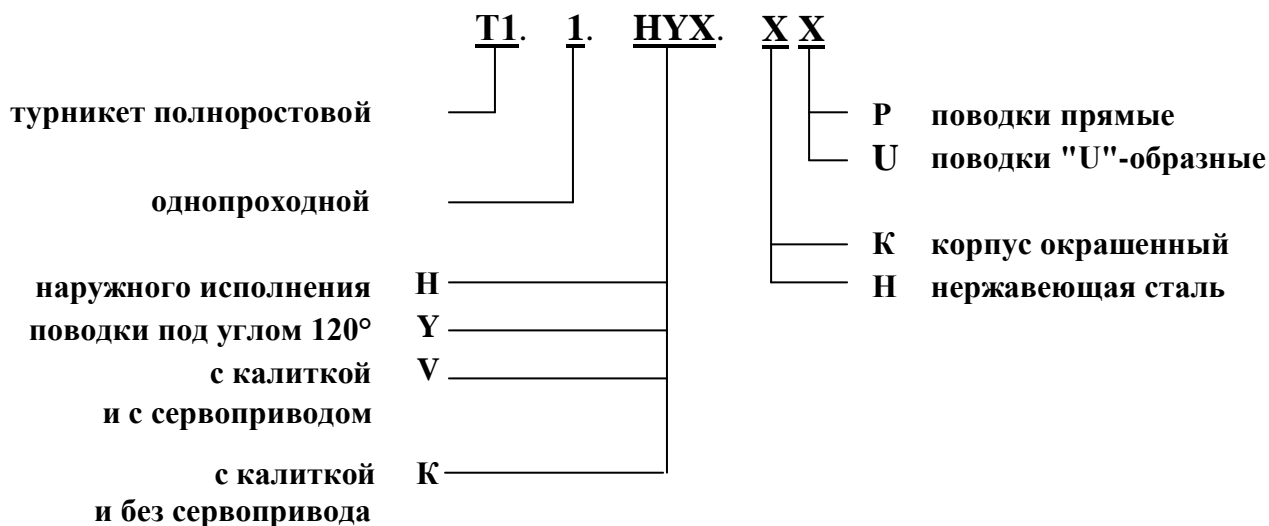 Т1. 1. НYХ. Х Х
турникет полноростовой
Р поводки прямые
U поводки "U"-образные
однопроходной
К корпус окрашенный
Н нержавеющая сталь
наружного исполнения Н
поводки под углом 120° Y
с калиткой V
и с сервоприводом
с калиткой К
и без сервопривода